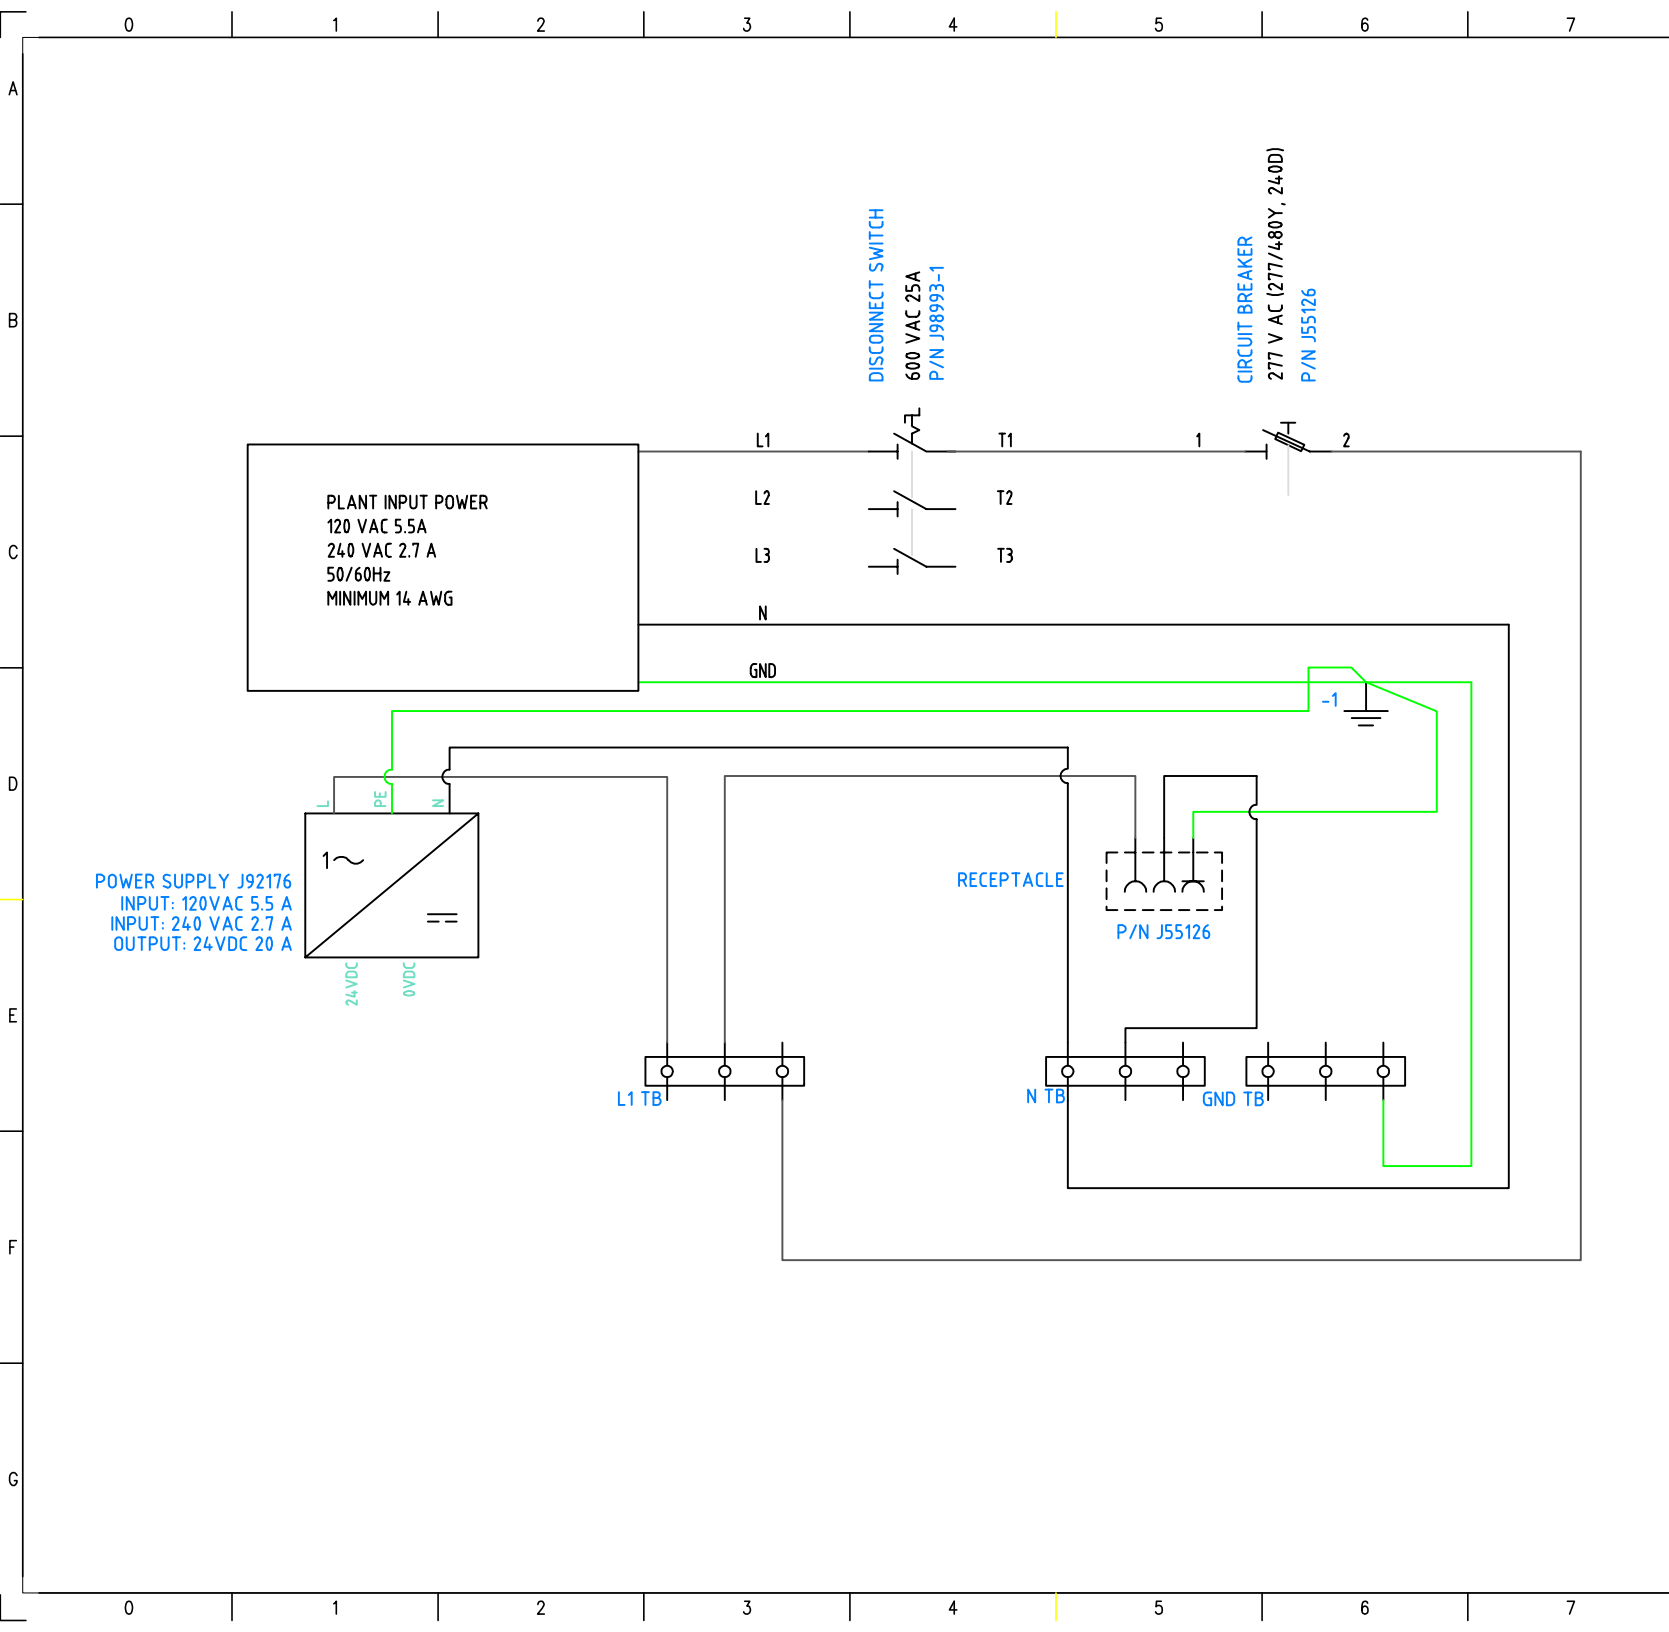 0 1 2 3 4 5 6 7
A
B
C
D
E
F
G
DISCONNECT SWITCH
600 VAC 25A
P/N J98993-1
CIRCUIT BREAKER
277 V AC (277/480Y, 240D)
P/N J55126
L1 T1 1 2
L2 T2
L3 T3
N
GND
PLANT INPUT POWER
120 VAC 5.5A
240 VAC 2.7 A
50/60Hz
MINIMUM 14 AWG
-1
L PE N
1
POWER SUPPLY J92176
INPUT: 120VAC 5.5 A
INPUT: 240 VAC 2.7 A
OUTPUT: 24VDC 20 A
24VDC 0VDC
RECEPTACLE
P/N J55126
L1 TB
N TB
GND TB
0 1 2 3 4 5 6 7